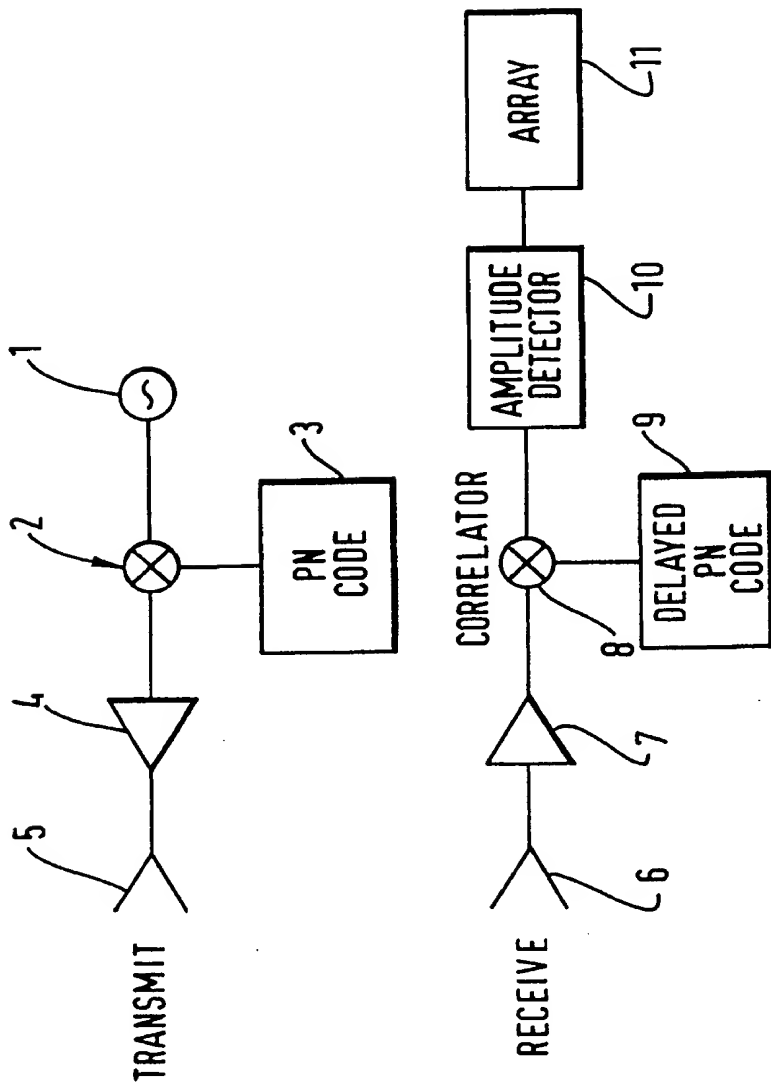 TRANSMIT
5
4
2
1
3
PN
CODE
RECEIVE
6
7
CORRELATOR
8
DELAYED
PN
CODE
9
AMPLITUDE
DETECTOR
10
ARRAY
11